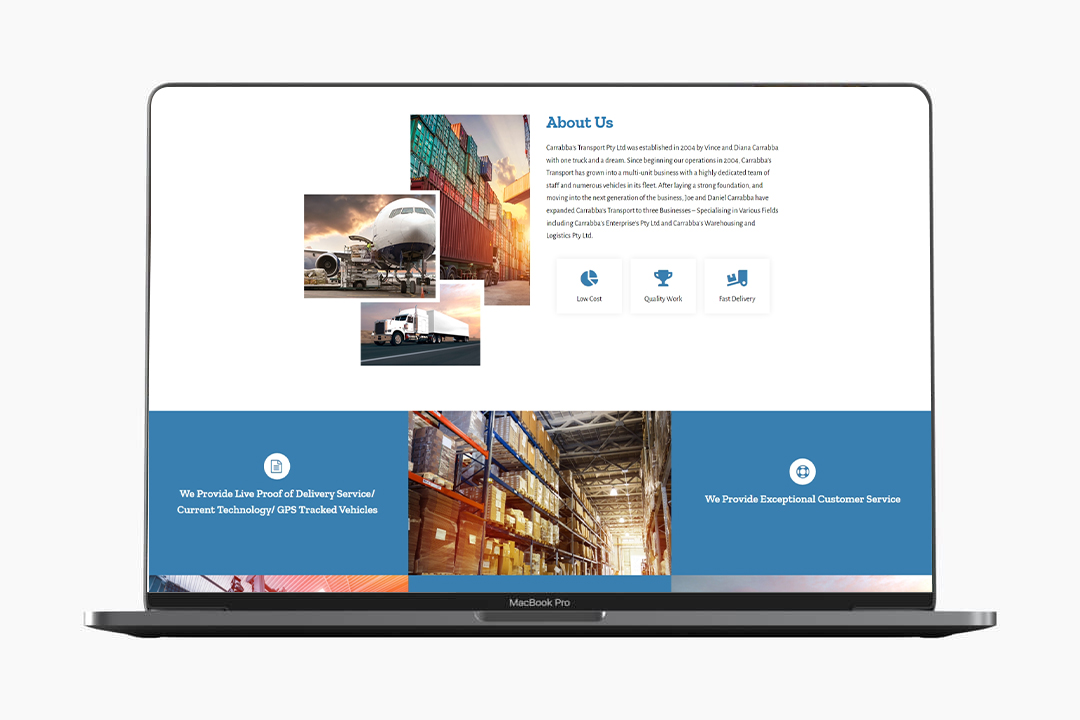 About Us
Carrabba's Transport Pty Ltd was established in 2004 by Vince and Diana Carrabba
with one truck and a dream. Since beginning our operations in 2004, Carrabba's
Transport has grown into a multi-unit business with a highly dedicated team of
staff and numerous vehicles in its fleet. After laying a strong foundation, and
moving into the next generation of the business, Joe and Daniel Carrabba have
expanded Carrabba's Transport to three Businesses – Specialising in Various Fields
including Carrabba's Enterprise's Pty Ltd and Carrabba's Warehousing and
Logistics Pty Ltd.
Low Cost
Quality Work
Fast Delivery
We Provide Live Proof of Delivery Service/
Current Technology/ GPS Tracked Vehicles
We Provide Exceptional Customer Service
MacBook Pro